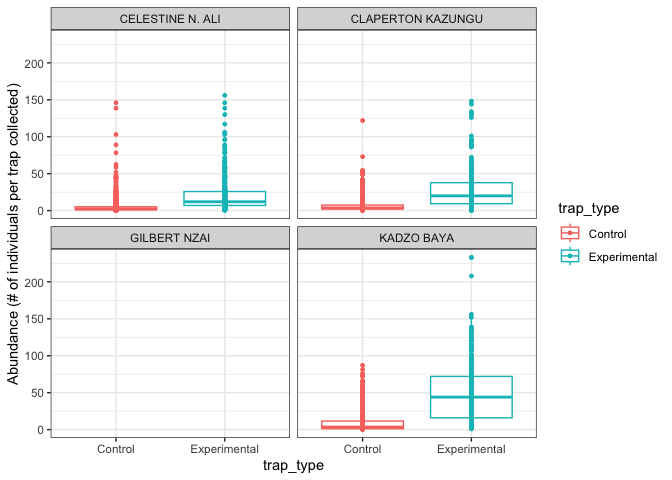 CELESTINE N. ALI
CLAPERTON KAZUNGU
200
150
100
50
0
GILBERT NZAI
KADZO BAYA
200
150
100
50
0
Control
Experimental
Control
Experimental
trap_type
Abundance (# of individuals per trap collected)
trap_type
Control
Experimental